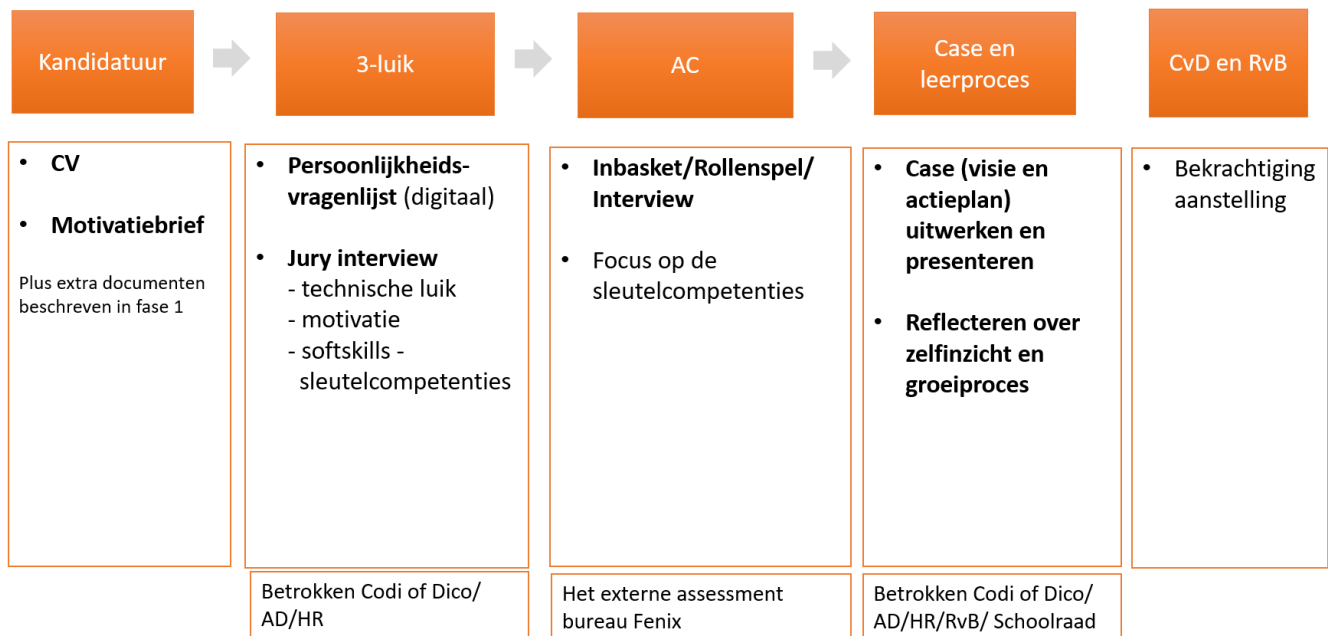 Kandidatuur
3-luik
AC
Case en
leerproces
CvD en RvB
• CV
• Motivatiebrief
Plus extra documenten
beschreven in fase 1
• Persoonlijkheids-
vragenlijst (digitaal)
• Jury interview
- technische luik
- motivatie
- softskills -
sleutelcompetenties
• Inbasket/Rollenspel/
Interview
• Focus op de
sleutelcompetenties
• Case (visie en
actieplan)
uitwerken en
presenteren
• Reflecteren over
zelfinzicht en
groeiproces
• Bekrachtiging
aanstelling
Betrokken Codi of Dico/
AD/HR
Het externe assessment
bureau Fenix
Betrokken Codi of Dico/
AD/HR/RvB/ Schoolraad